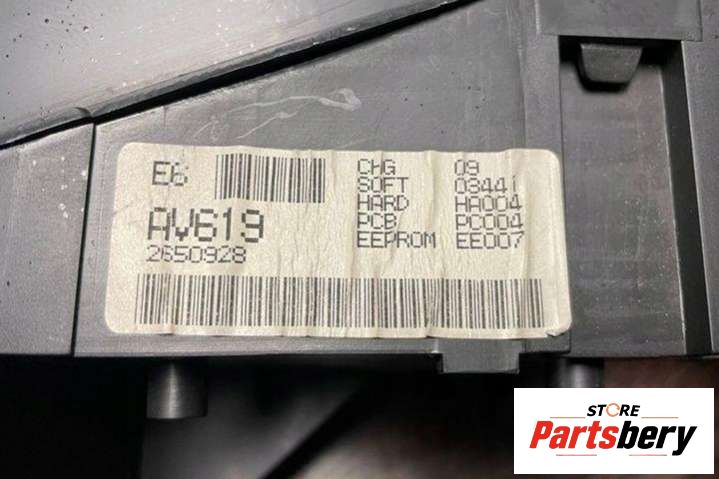 E6
AV619
2650928
CHG 09
SOFT 03441
HARD HA004
PCB PC004
EEPROM EE007
STORE
Partsbery